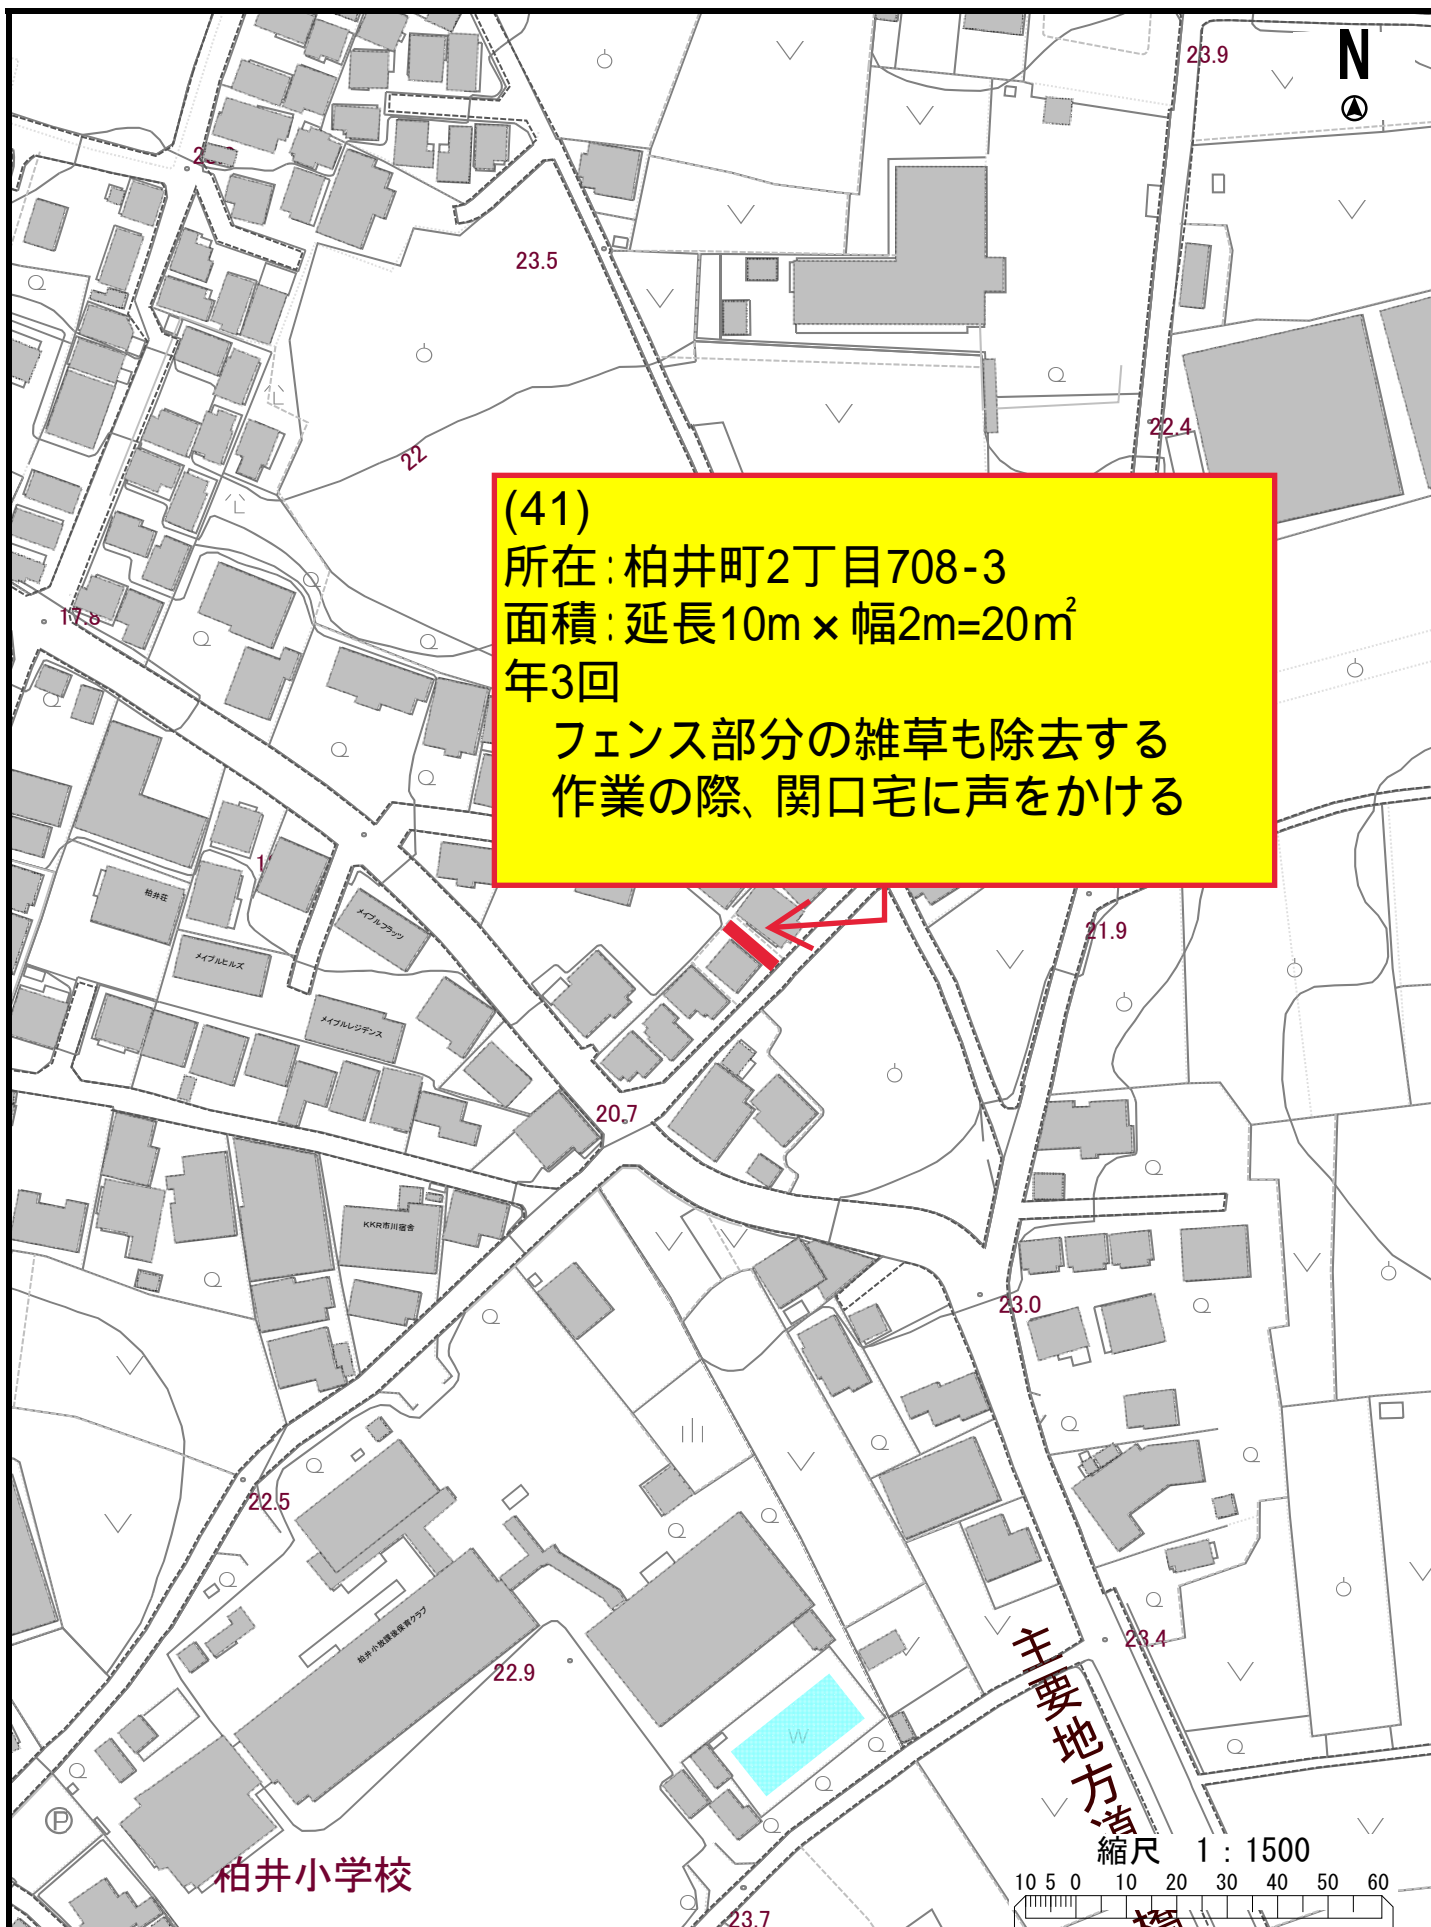 N
23.9
23.5
22.4
22
(41)
所在：柏井町2丁目708-3
面積：延長10m×幅2m=20㎡
年3回
フェンス部分の雑草も除去する
作業の際、関口宅に声をかける
17.8
柏井荘
メイプルフラッツ
メイプルヒルズ
メイプルレジデンス
21.9
20.7
KKR市川宿舎
23.0
22.5
柏井小放課後保育クラブ
22.9
23.4
主要地方道
W
P
柏井小学校
縮尺 1：1500
10 5 0 10 20 30 40 50 60
23.7